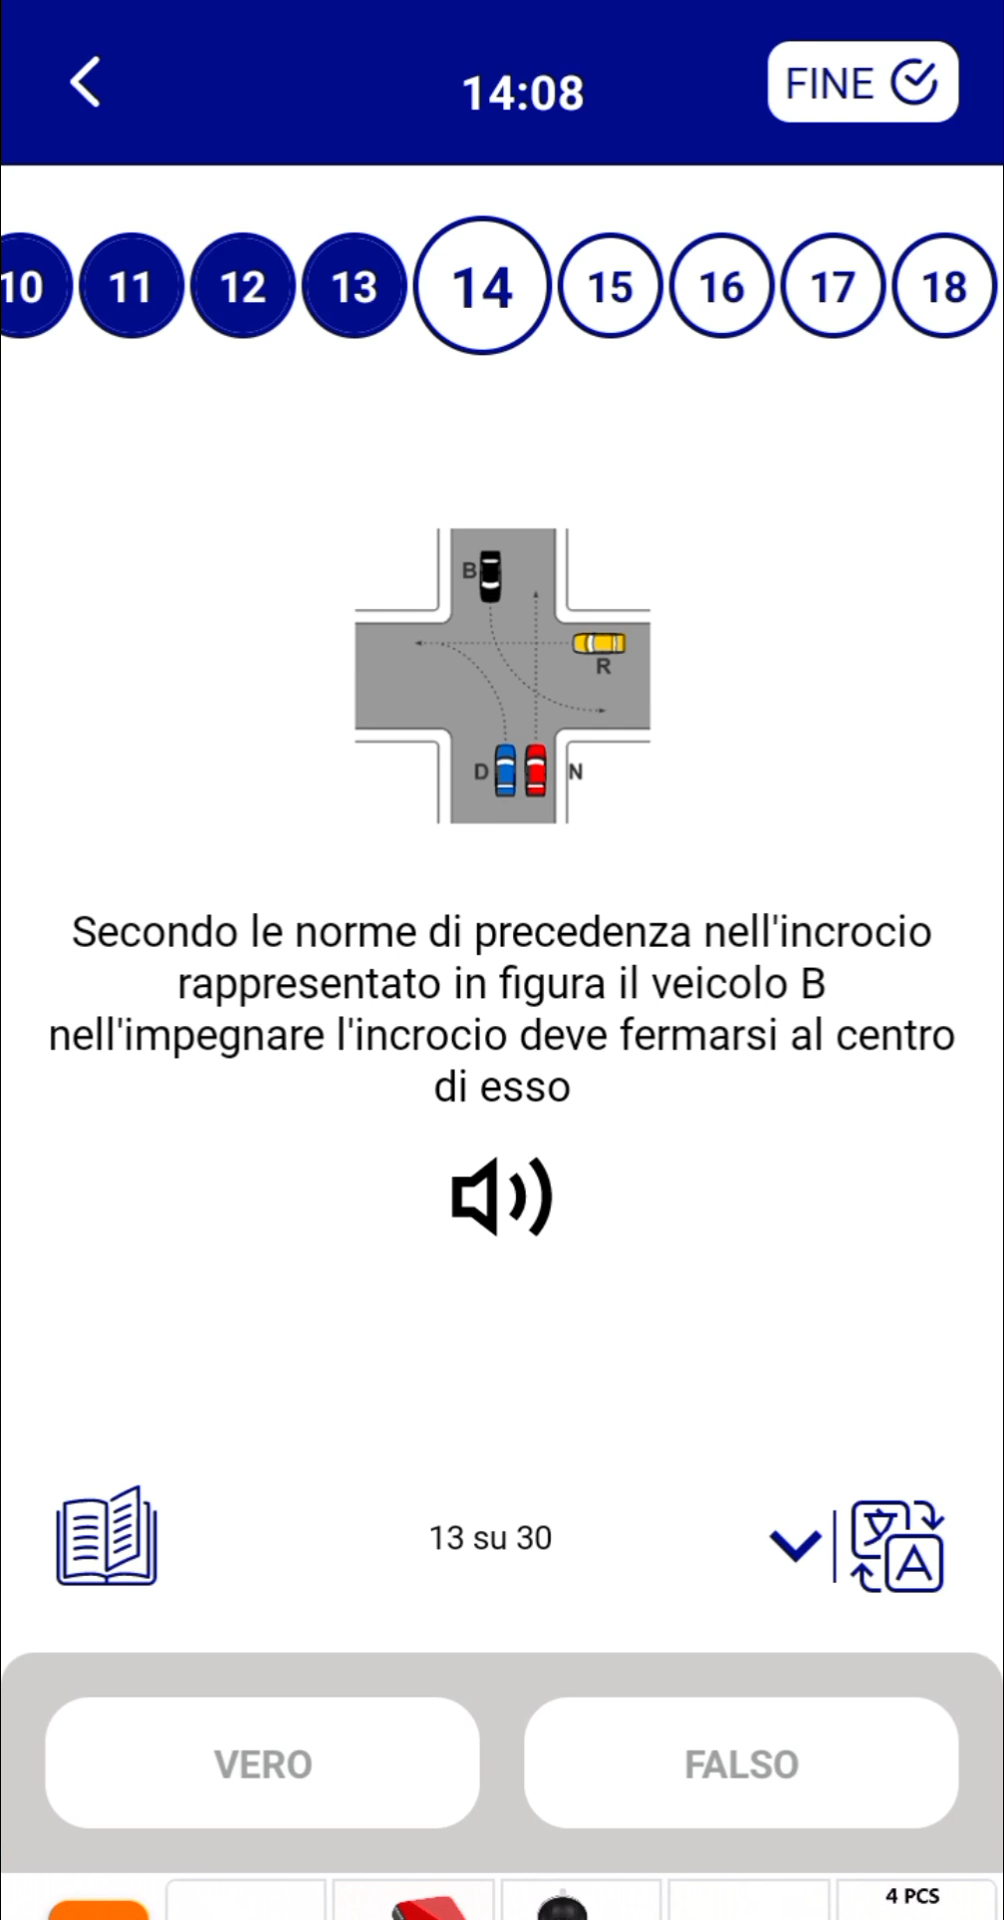 14:08
FINE
10 11 12 13 14 15 16 17 18
B
R
D
N
Secondo le norme di precedenza nell'incrocio
rappresentato in figura il veicolo B
nell'impegnare l'incrocio deve fermarsi al centro
di esso
13 su 30
文
A
VERO
FALSO
4 PCS